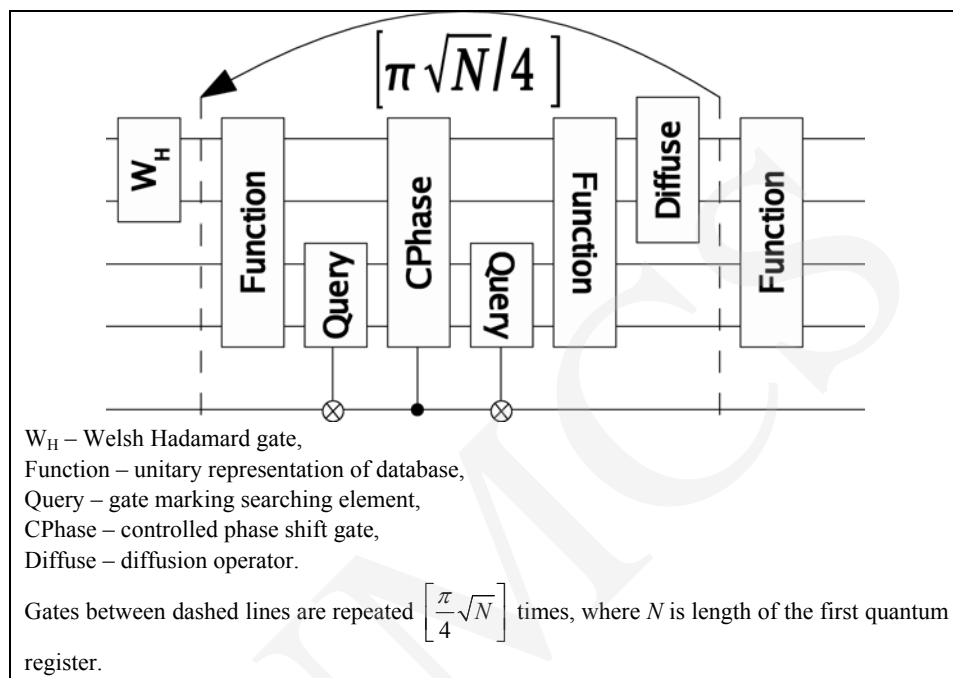 [π √N/4 ]
W_H
Function
Query
CPhase
Query
Function
Diffuse
Function
W_H – Welsh Hadamard gate,
Function – unitary representation of database,
Query – gate marking searching element,
CPhase – controlled phase shift gate,
Diffuse – diffusion operator.
Gates between dashed lines are repeated [π/4 √N] times, where N is length of the first quantum
register.